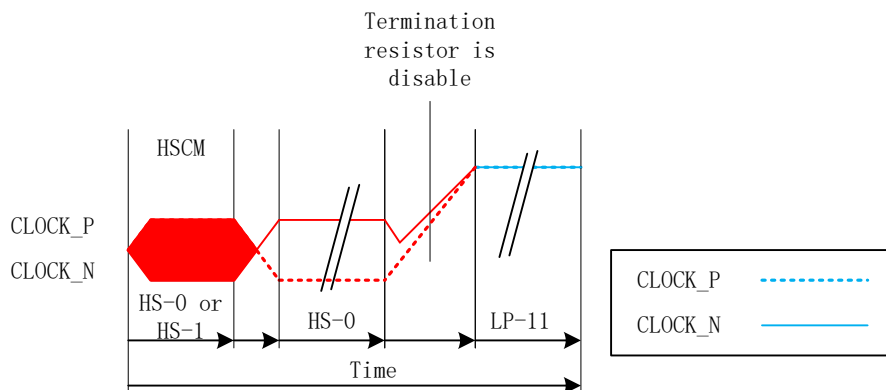 Termination
resistor is
disable
HSCM
CLOCK_P
CLOCK_N
HS-0 or
HS-1
HS-0
LP-11
Time
CLOCK_P
CLOCK_N